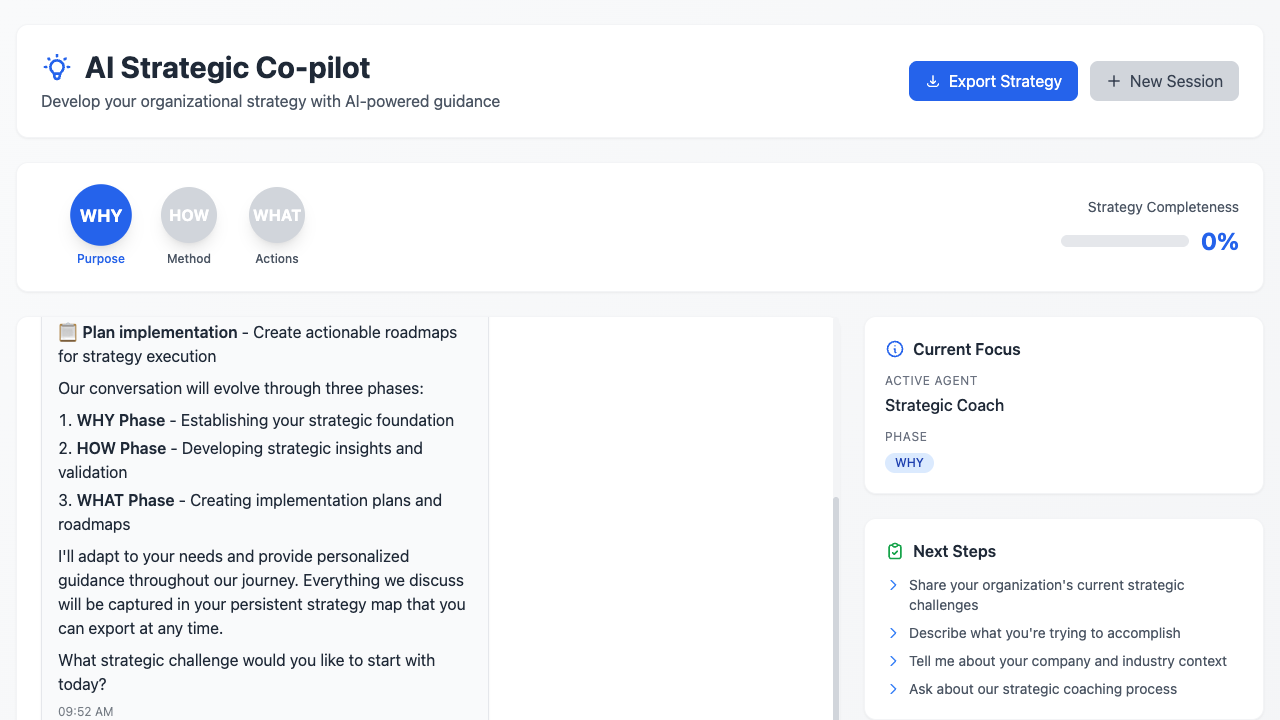 AI Strategic Co-pilot
Develop your organizational strategy with AI-powered guidance
Export Strategy
New Session
WHY
Purpose
HOW
Method
WHAT
Actions
Strategy Completeness
0%
📋 Plan implementation - Create actionable roadmaps
for strategy execution
Our conversation will evolve through three phases:
1. WHY Phase - Establishing your strategic foundation
2. HOW Phase - Developing strategic insights and
validation
3. WHAT Phase - Creating implementation plans and
roadmaps
I'll adapt to your needs and provide personalized
guidance throughout our journey. Everything we discuss
will be captured in your persistent strategy map that you
can export at any time.
What strategic challenge would you like to start with
today?
09:52 AM
Current Focus
ACTIVE AGENT
Strategic Coach
PHASE
WHY
Next Steps
Share your organization's current strategic
challenges
Describe what you're trying to accomplish
Tell me about your company and industry context
Ask about our strategic coaching process